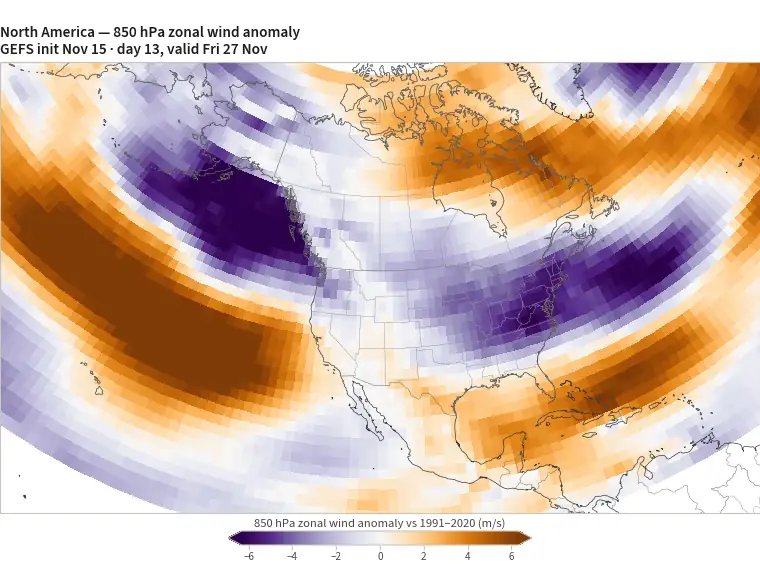 North America — 850 hPa zonal wind anomaly
GEFS init Nov 15 · day 13, valid Fri 27 Nov
850 hPa zonal wind anomaly vs 1991–2020 (m/s)
−6 −4 −2 0 2 4 6